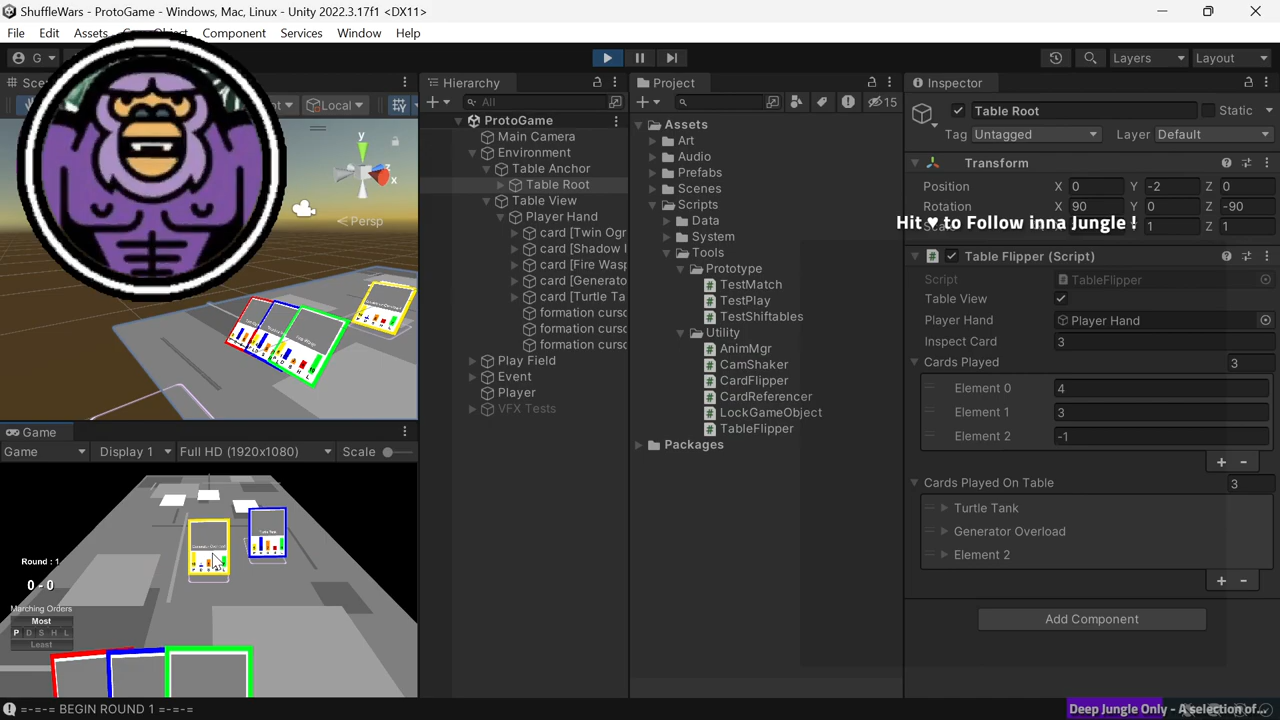 ShuffleWars - ProtoGame - Windows, Mac, Linux - Unity 2022.3.17f1 <DX11>
File Edit Assets Object Component Services Window Help
G Layers Layout
Local
Hierarchy
All
ProtoGame
Main Camera
Environment
Table Anchor
Table Root
Table View
Player Hand
card [Twin Ogr
card [Shadow
card [Fire Wasp
card [Generato
card [Turtle Ta
formation curso
formation curso
formation curso
Play Field
Event
Player
VFX Tests
y
x
z
Persp
Project
15
Assets
Art
Audio
Prefabs
Scenes
Scripts
Data
System
Tools
Prototype
TestMatch
TestPlay
TestShiftables
Utility
AnimMgr
CamShaker
CardFlipper
CardReferencer
LockGameObject
TableFlipper
Packages
Inspector
Table Root Static
Tag Untagged Layer Default
Transform
Position X 0 Y -2 Z 0
Rotation X 90 Y 0 Z -90
1 1
Hit ♥ to Follow inna Jungle !
Table Flipper (Script)
Script TableFlipper
Table View
Player Hand Player Hand
Inspect Card 3
Cards Played 3
Element 0 4
Element 1 3
Element 2 -1
Cards Played On Table 3
Turtle Tank
Generator Overload
Element 2
Add Component
Game
Game Display 1 Full HD (1920x1080) Scale
Round : 1
0 - 0
Marching Orders
Most
P D S H L
Least
=-=-= BEGIN ROUND 1 =-=-=
Deep Jungle Only - A selection of...